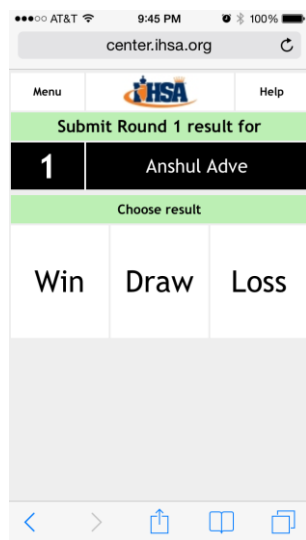 AT&T 9:45 PM 100%
center.ihsa.org
Menu IHSA Help
Submit Round 1 result for
1 Anshul Adve
Choose result
Win Draw Loss